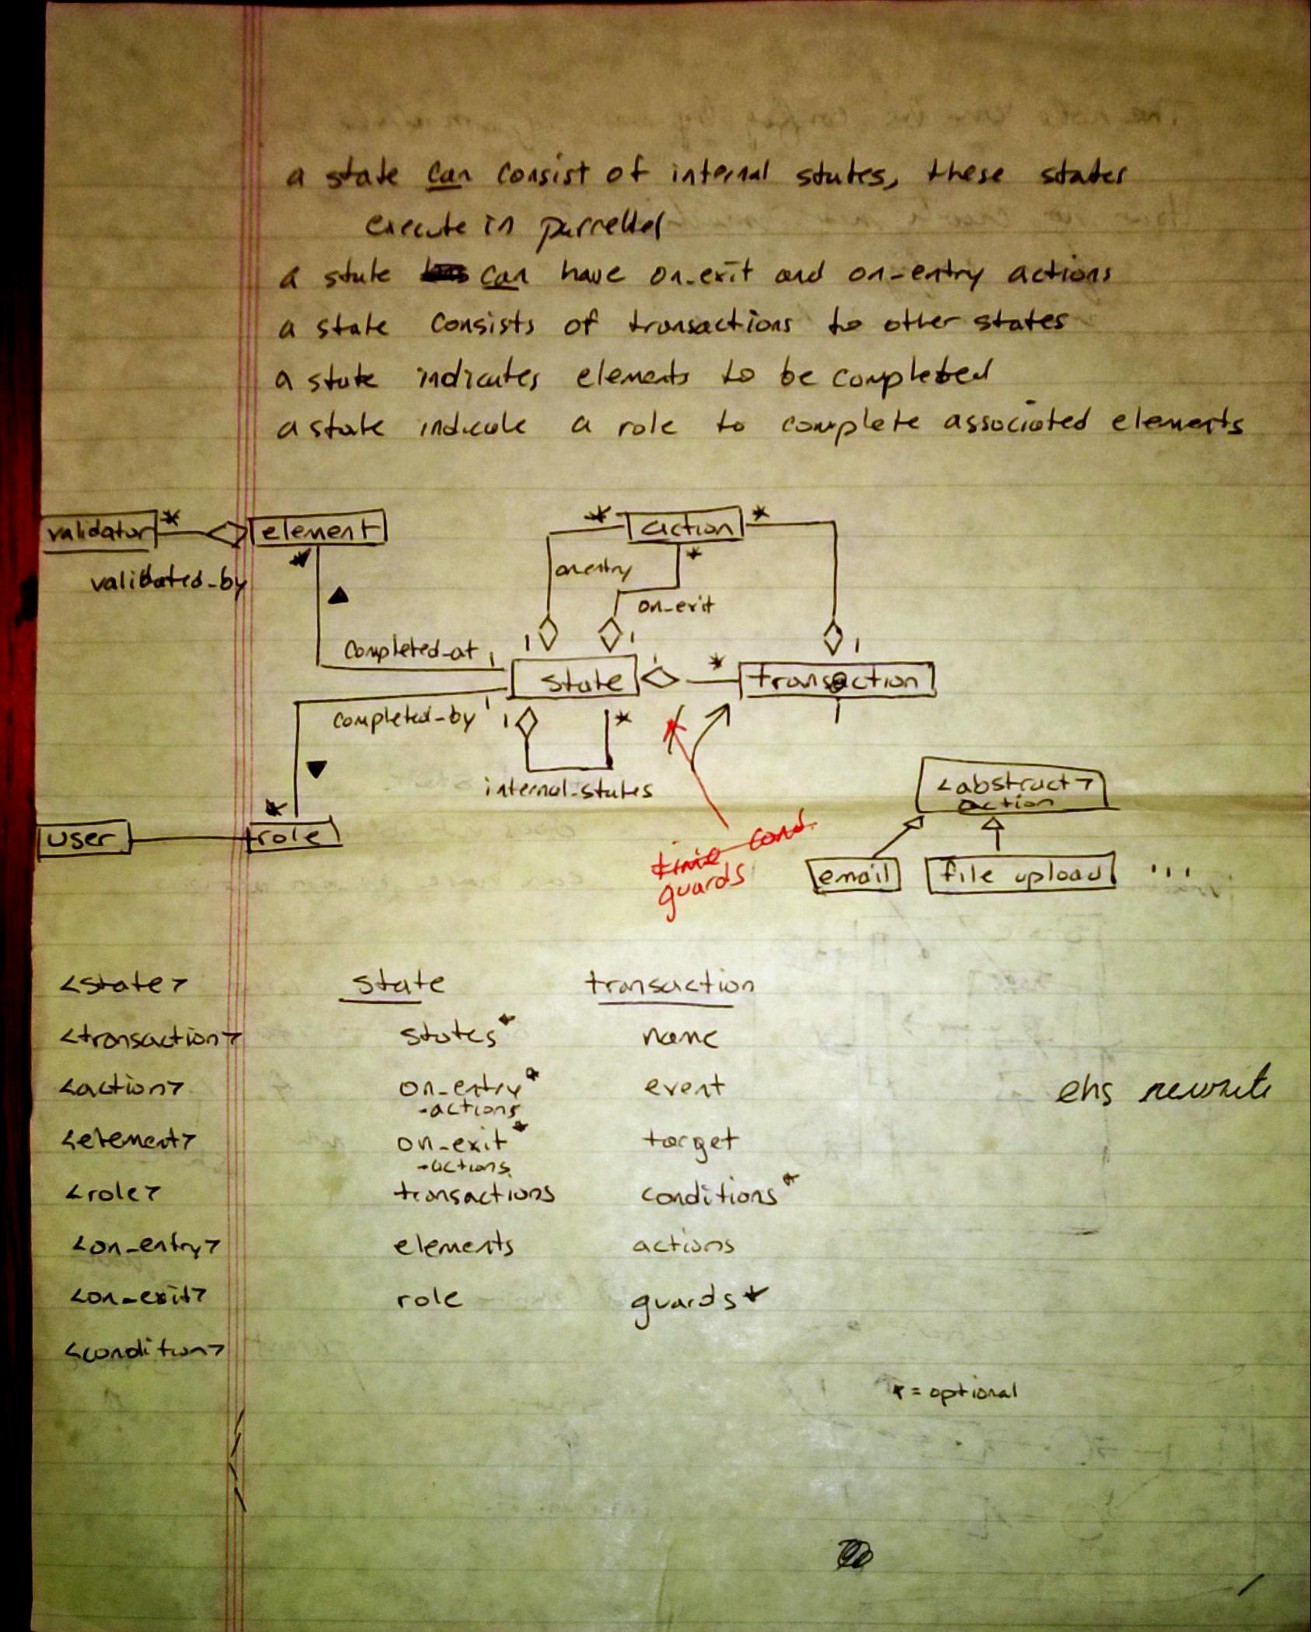 a state can consist of internal states, these states
execute in parrellel
a state can have on-exit and on-entry actions
a state consists of transactions to other states
a state indicates elements to be completed
a state indicate a role to complete associated elements
validator * element
validated-by
* action *
*
on entry
*
on-exit
completed-at 1
1
1
1
state 1 * transaction
completed-by 1
1
*
1
internal-states
*
user role
<abstract>
action
time cond
guards
email file upload ...
<state> state transaction
<transaction> states* name
<action> on-entry* event
-actions
<element> on-exit* target
-actions
<role> transactions conditions*
<on-entry> elements actions
<on-exit> role guards*
<condition>
ehs rewrite
* = optional